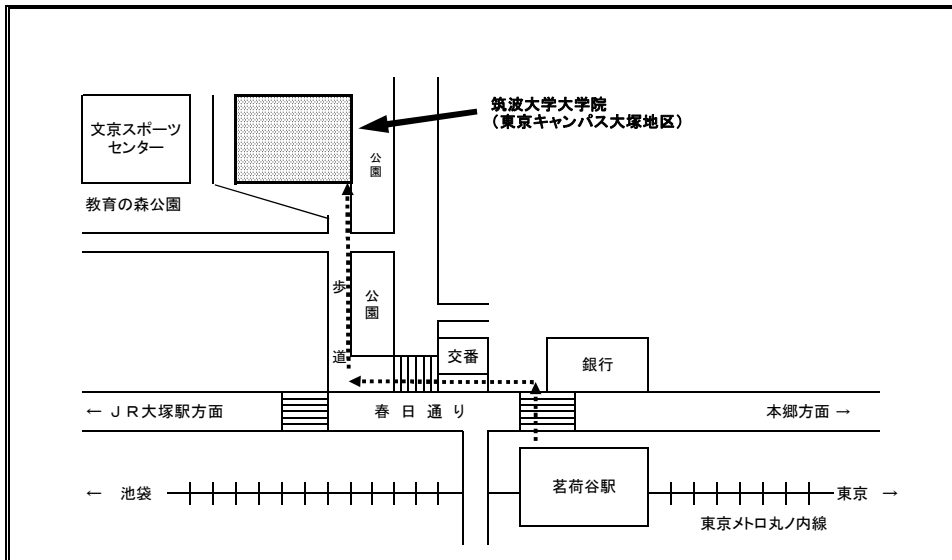 筑波大学大学院
（東京キャンパス大塚地区）
文京スポーツ
センター
公園
教育の森公園
歩道
公園
交番
銀行
← ＪＲ大塚駅方面
春日通り
本郷方面 →
← 池袋
茗荷谷駅
東京 →
東京メトロ丸ノ内線